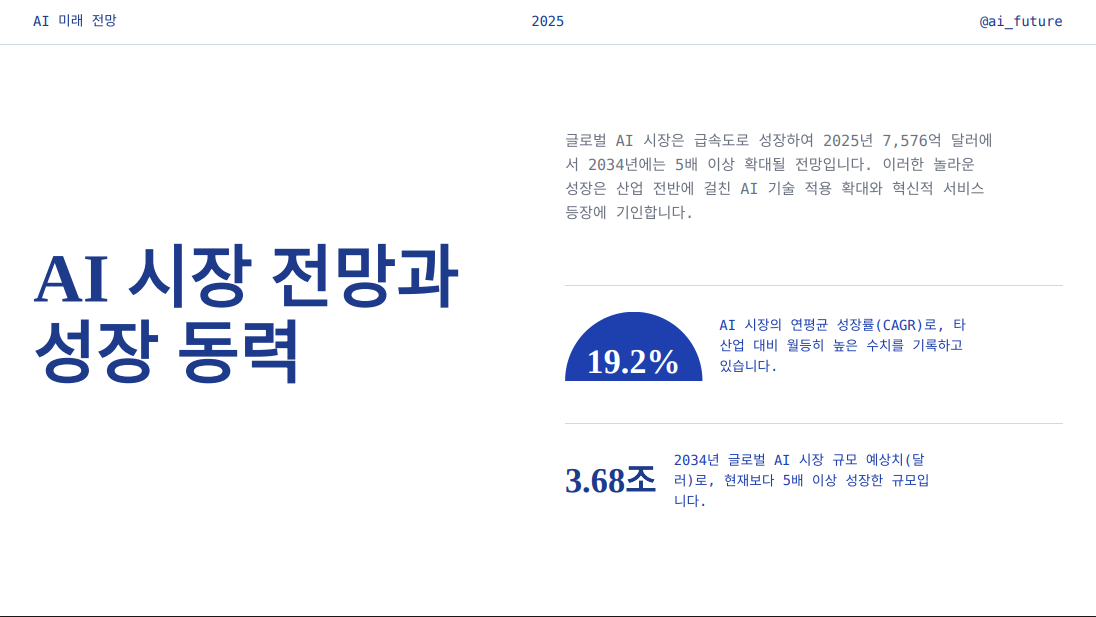 AI 미래 전망
2025
@ai_future
AI 시장 전망과
성장 동력
글로벌 AI 시장은 급속도로 성장하여 2025년 7,576억 달러에
서 2034년에는 5배 이상 확대될 전망입니다. 이러한 놀라운
성장은 산업 전반에 걸친 AI 기술 적용 확대와 혁신적 서비스
등장에 기인합니다.
19.2%
AI 시장의 연평균 성장률(CAGR)로, 타
산업 대비 월등히 높은 수치를 기록하고
있습니다.
3.68조
2034년 글로벌 AI 시장 규모 예상치(달
러)로, 현재보다 5배 이상 성장한 규모입
니다.